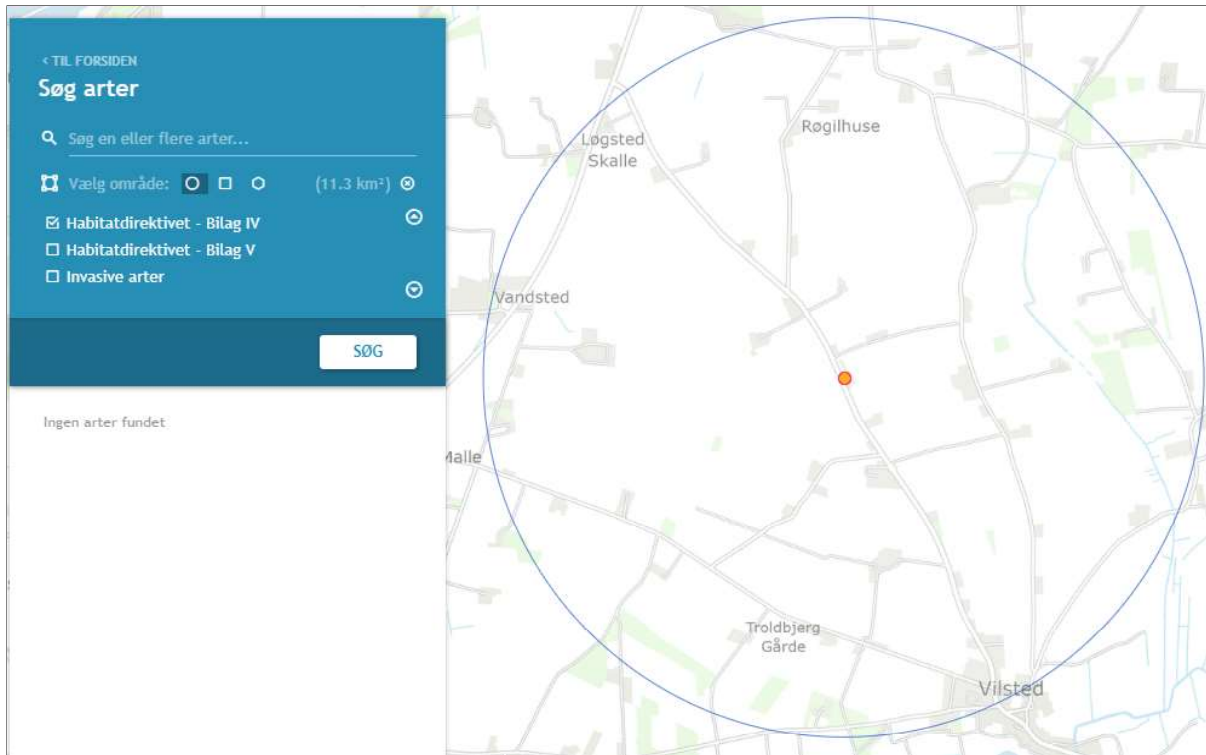 < TIL FORSIDEN
Søg arter
Søg en eller flere arter...
Vælg område: (11.3 km²)
Habitatdirektivet - Bilag IV
Habitatdirektivet - Bilag V
Invasive arter
SØG
Ingen arter fundet
Løgsted
Skalle
Røgilhuse
Vandsted
Malle
Troldbjerg
Gårde
Vilsted